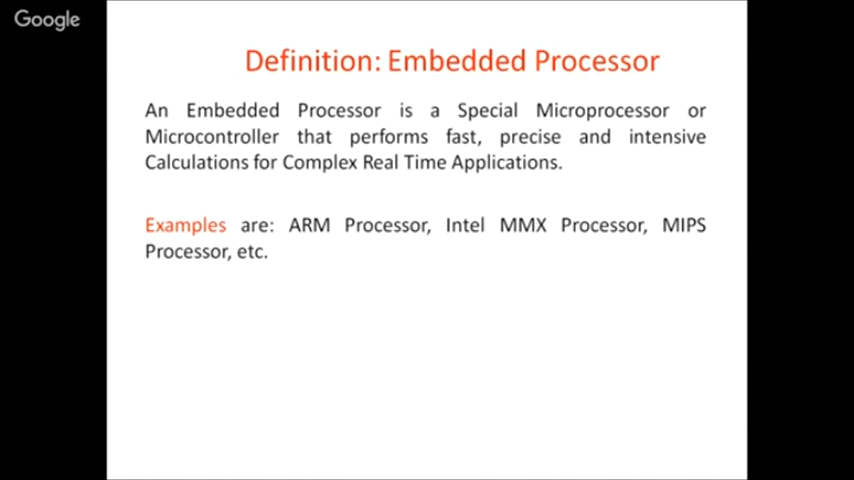 Google
Definition: Embedded Processor
An Embedded Processor is a Special Microprocessor or
Microcontroller that performs fast, precise and intensive
Calculations for Complex Real Time Applications.
Examples are: ARM Processor, Intel MMX Processor, MIPS
Processor, etc.